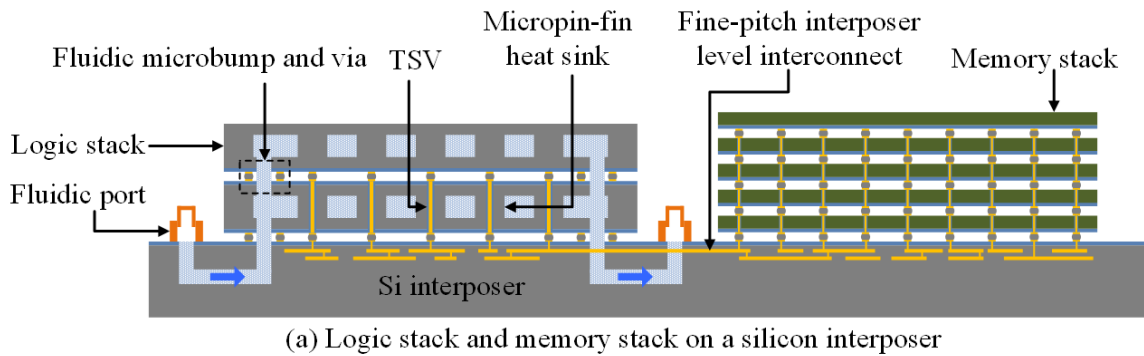 Fluidic microbump and via
TSV
Micropin-fin
heat sink
Fine-pitch interposer
level interconnect
Memory stack
Logic stack
Fluidic port
Si interposer
(a) Logic stack and memory stack on a silicon interposer